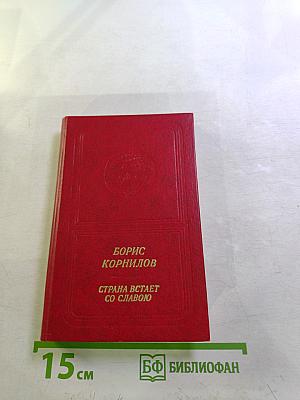 БОРИС
КОРНИЛОВ
СТРАНА ВСТАЕТ
СО СЛАВОЮ
15 см
БФ БИБЛИОФАН